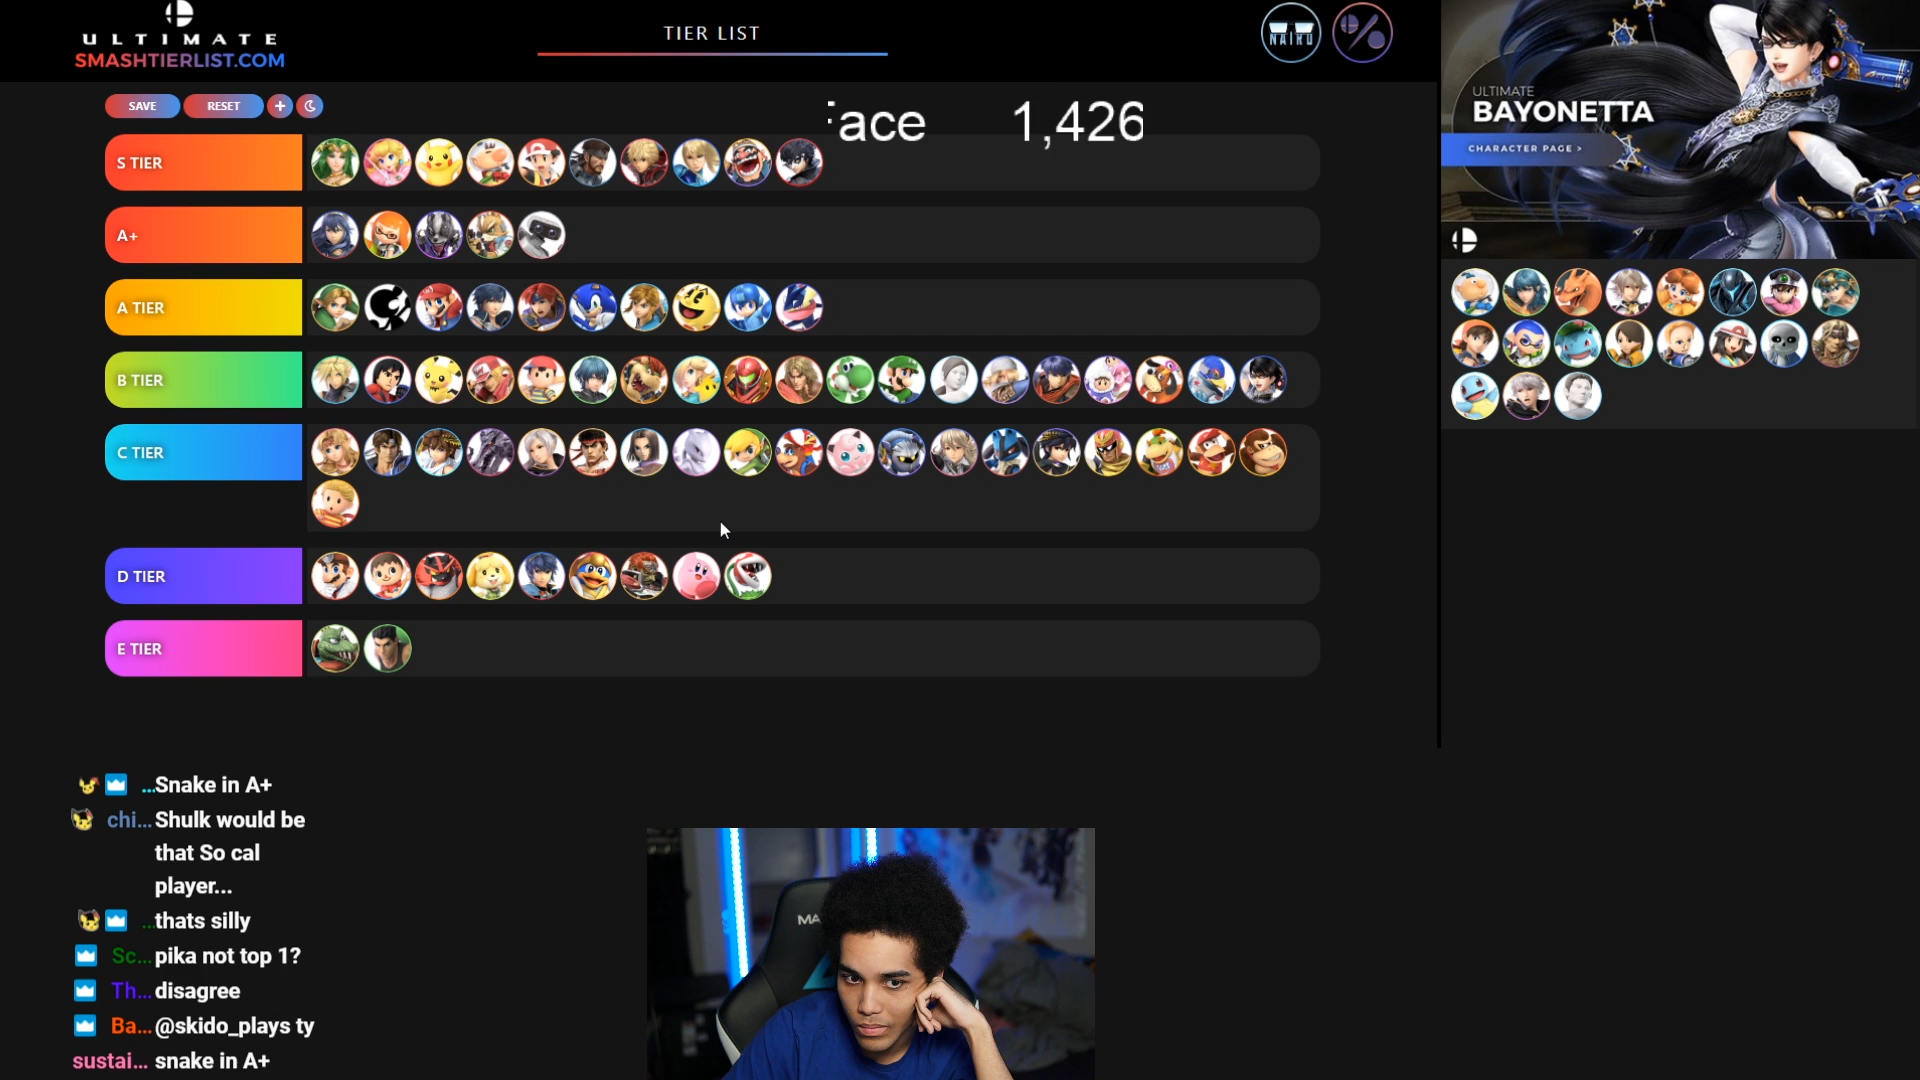 ULTIMATE
SMASHTIERLIST.COM
TIER LIST
NAIRO
SAVE
RESET
+
ace 1,426
S TIER
A+
A TIER
B TIER
C TIER
D TIER
E TIER
ULTIMATE
BAYONETTA
CHARACTER PAGE >
...Snake in A+
chi... Shulk would be
that So cal
player...
...thats silly
Sc... pika not top 1?
Th... disagree
Ba... @skido_plays ty
sustai... snake in A+
MA